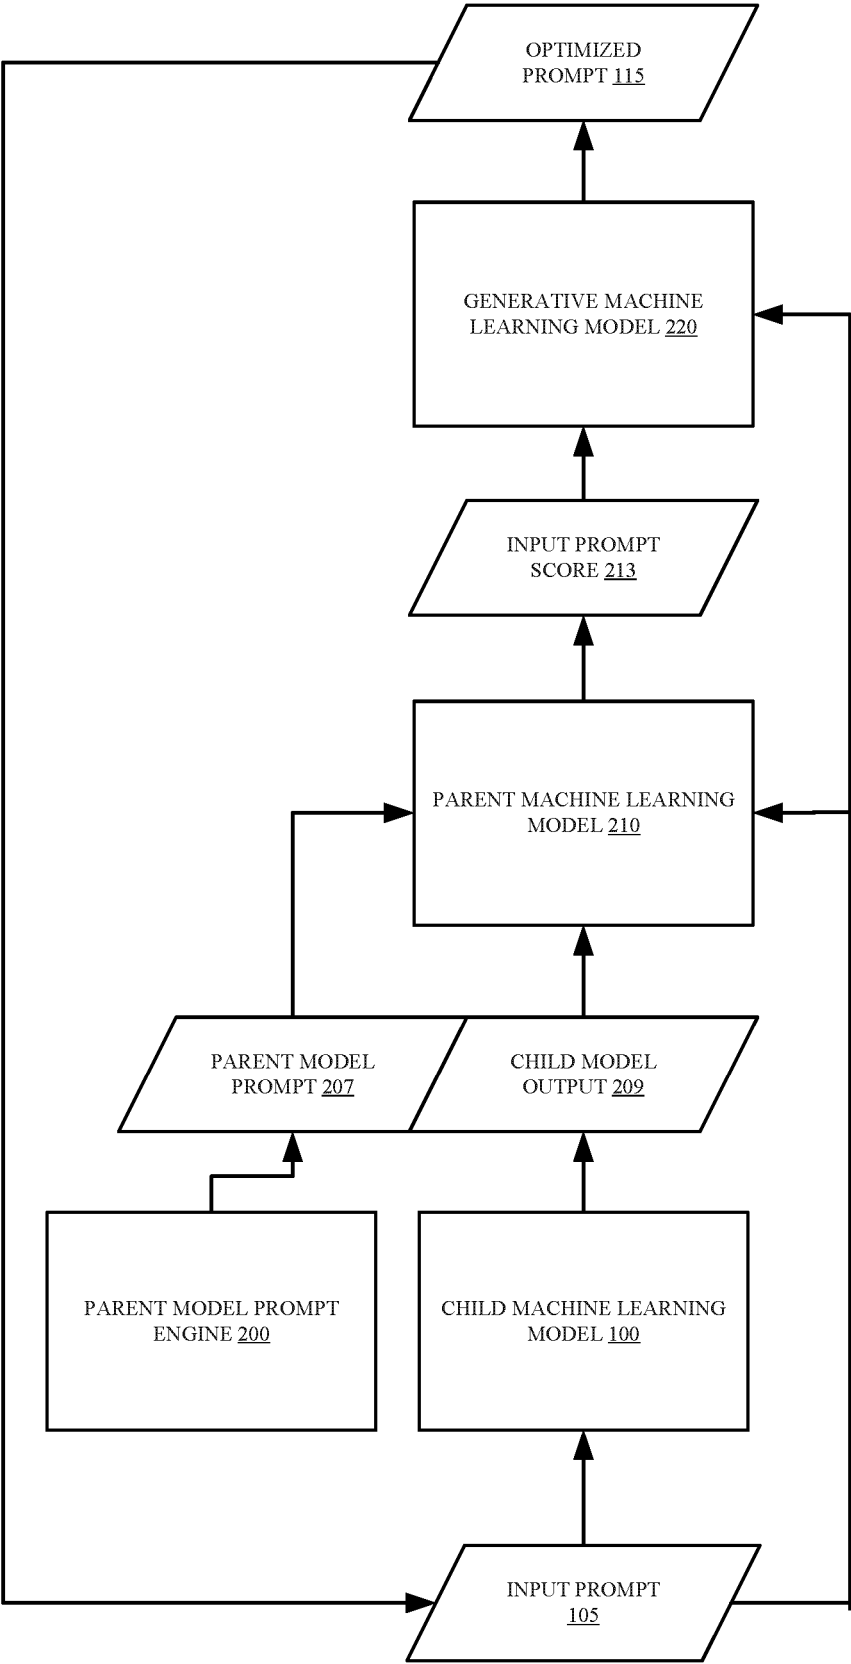 OPTIMIZED
PROMPT 115
GENERATIVE MACHINE
LEARNING MODEL 220
INPUT PROMPT
SCORE 213
PARENT MACHINE LEARNING
MODEL 210
PARENT MODEL
PROMPT 207
CHILD MODEL
OUTPUT 209
PARENT MODEL PROMPT
ENGINE 200
CHILD MACHINE LEARNING
MODEL 100
INPUT PROMPT
105